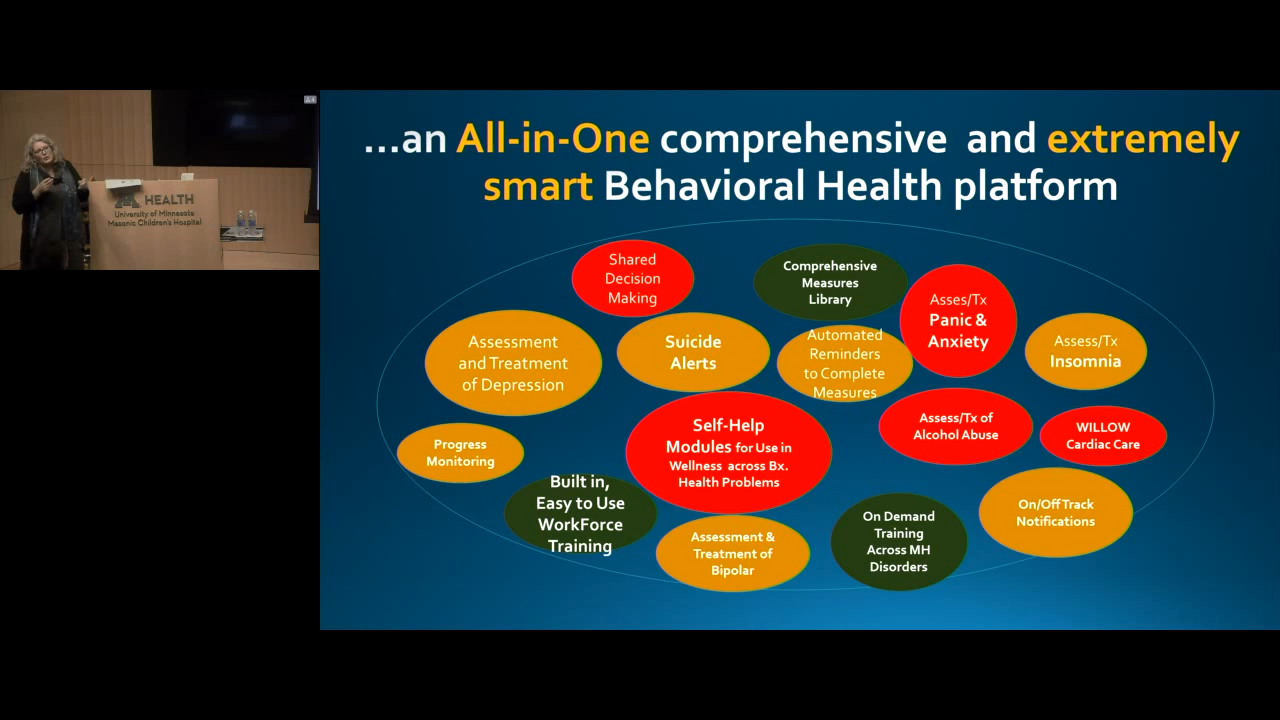 ...an All-in-One comprehensive and extremely
smart Behavioral Health platform
HEALTH
University of Minnesota
Masonic Children's Hospital
Shared
Decision
Making
Comprehensive
Measures
Library
Asses/Tx
Panic &
Anxiety
Assessment
and Treatment
of Depression
Suicide
Alerts
Automated
Reminders
to Complete
Measures
Assess/Tx
Insomnia
Progress
Monitoring
Self-Help
Modules for Use in
Wellness across Bx.
Health Problems
Assess/Tx of
Alcohol Abuse
WILLOW
Cardiac Care
Built in,
Easy to Use
WorkForce
Training
Assessment &
Treatment of
Bipolar
On Demand
Training
Across MH
Disorders
On/Off Track
Notifications